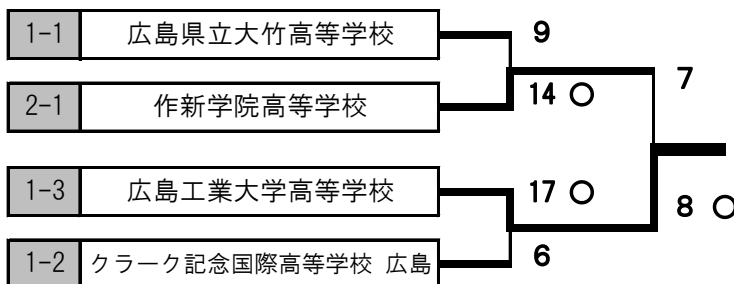 1-1 広島県立大竹高等学校 9
7
2-1 作新学院高等学校 14 ○
1-3 広島工業大学高等学校 17 ○
8 ○
1-2 クラーク記念国際高等学校 広島 6